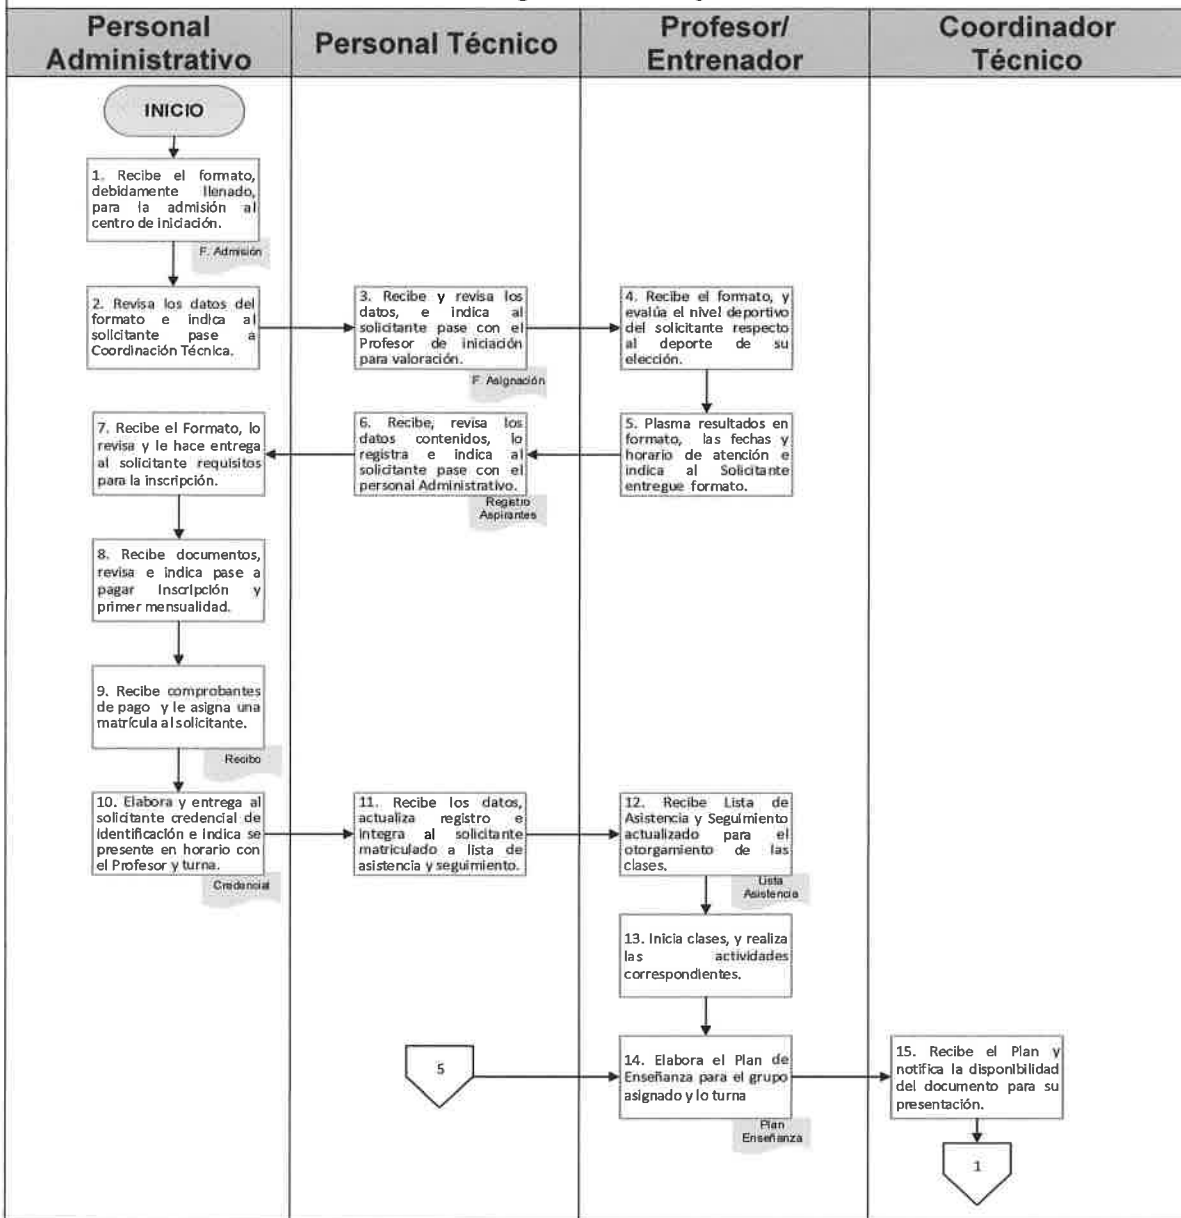 Personal
Administrativo
Personal Técnico
Profesor/
Entrenador
Coordinador
Técnico
INICIO
1. Recibe el formato,
debidamente llenado,
para la admisión al
centro de iniciación.
F. Admisión
2. Revisa los datos del
formato e indica al
solicitante pase a
Coordinación Técnica.
3. Recibe y revisa los
datos, e indica al
solicitante pase con el
Profesor de iniciación
para valoración.
F. Asignación
4. Recibe el formato, y
evalúa el nivel deportivo
del solicitante respecto
al deporte de su
elección.
7. Recibe el Formato, lo
revisa y le hace entrega
al solicitante requisitos
para la inscripción.
6. Recibe, revisa los
datos contenidos, lo
registra e indica al
solicitante pase con el
personal Administrativo.
Registro
Aspirantes
5. Plasma resultados en
formato, las fechas y
horario de atención e
indica al Solicitante
entregue formato.
8. Recibe documentos,
revisa e indica pase a
pagar Inscripción y
primer mensualidad.
9. Recibe comprobantes
de pago y le asigna una
matrícula al solicitante.
Recibo
10. Elabora y entrega al
solicitante credencial de
identificación e indica se
presente en horario con
el Profesor y turna.
Credencial
11. Recibe los datos,
actualiza registro e
integra al solicitante
matriculado a lista de
asistencia y seguimiento.
12. Recibe Lista de
Asistencia y Seguimiento
actualizado para el
otorgamiento de las
clases.
Lista
Asistencia
13. Inicia clases, y realiza
las actividades
correspondientes.
5
14. Elabora el Plan de
Enseñanza para el grupo
asignado y lo turna
Plan
Enseñanza
15. Recibe el Plan y
notifica la disponibilidad
del documento para su
presentación.
1